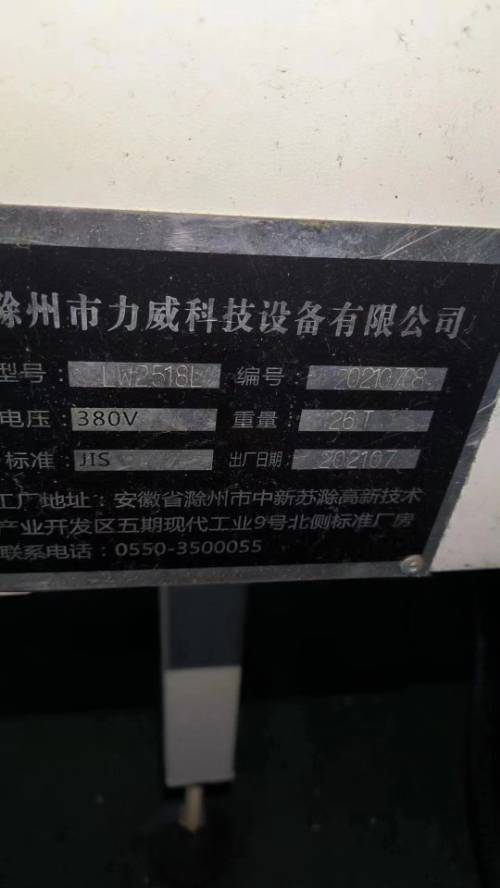 滁州市力威科技设备有限公司
型号: LW2518L 编号: 20210708
电压: 380V 重量: 26T
标准: JIS 出厂日期: 202107
工厂地址: 安徽省滁州市中新苏滁高新技术
产业开发区五期现代工业9号北侧标准厂房
联系电话: 0550-3500055